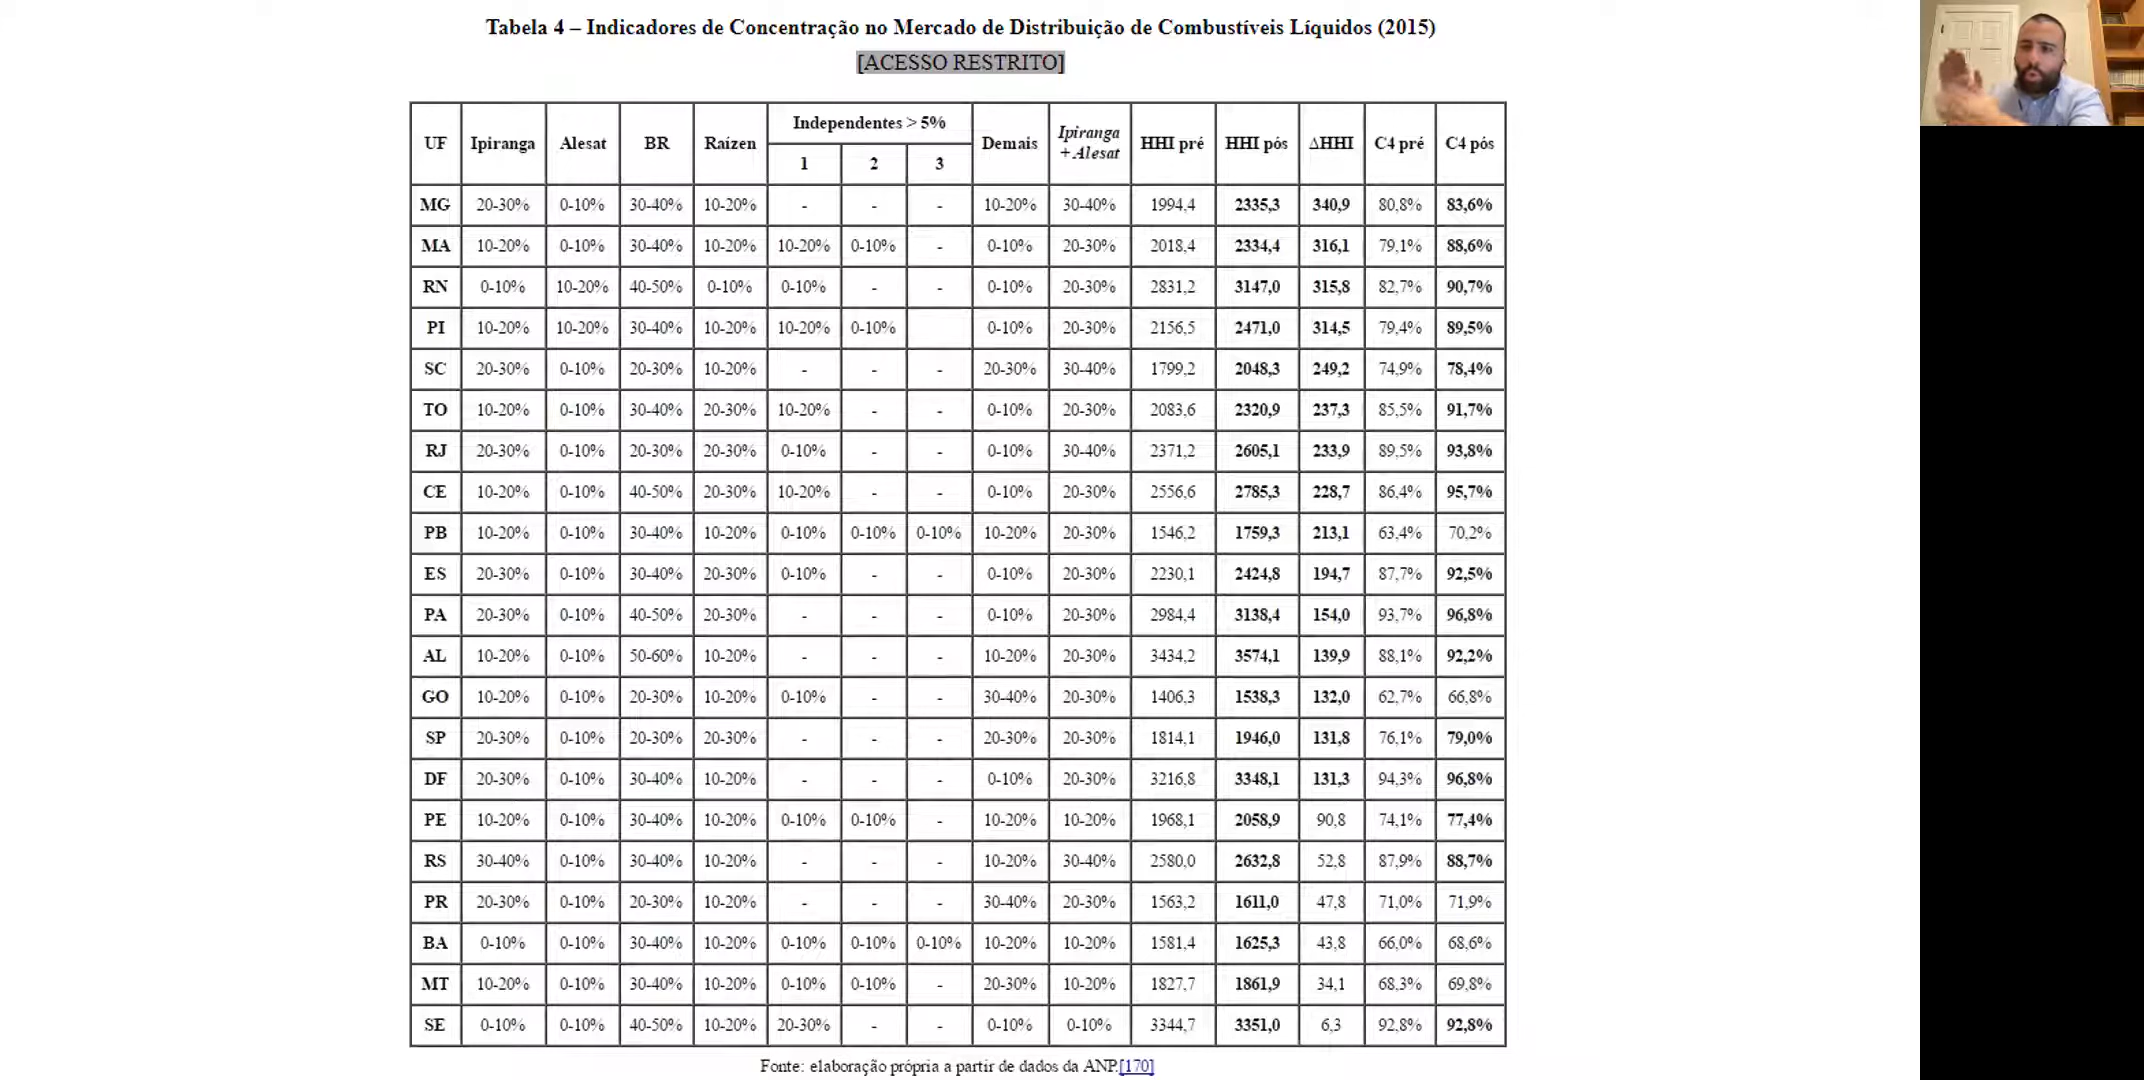 Tabela 4 – Indicadores de Concentração no Mercado de Distribuição de Combustíveis Líquidos (2015)
[ACESSO RESTRITO]
UF Ipiranga Alesat BR Raízen Independentes > 5% Demais Ipiranga + Alesat HHI pré HHI pós ΔHHI C4 pré C4 pós
1 2 3
MG 20-30% 0-10% 30-40% 10-20% - - - 10-20% 30-40% 1994,4 2335,3 340,9 80,8% 83,6%
MA 10-20% 0-10% 30-40% 10-20% 10-20% 0-10% - 0-10% 20-30% 2018,4 2334,4 316,1 79,1% 88,6%
RN 0-10% 10-20% 40-50% 0-10% 0-10% - - 0-10% 20-30% 2831,2 3147,0 315,8 82,7% 90,7%
PI 10-20% 10-20% 30-40% 10-20% 10-20% 0-10% 0-10% 20-30% 2156,5 2471,0 314,5 79,4% 89,5%
SC 20-30% 0-10% 20-30% 10-20% - - - 20-30% 30-40% 1799,2 2048,3 249,2 74,9% 78,4%
TO 10-20% 0-10% 30-40% 20-30% 10-20% - - 0-10% 20-30% 2083,6 2320,9 237,3 85,5% 91,7%
RJ 20-30% 0-10% 20-30% 20-30% 0-10% - - 0-10% 30-40% 2371,2 2605,1 233,9 89,5% 93,8%
CE 10-20% 0-10% 40-50% 20-30% 10-20% - - 0-10% 20-30% 2556,6 2785,3 228,7 86,4% 95,7%
PB 10-20% 0-10% 30-40% 10-20% 0-10% 0-10% 0-10% 10-20% 20-30% 1546,2 1759,3 213,1 63,4% 70,2%
ES 20-30% 0-10% 30-40% 20-30% 0-10% - - 0-10% 20-30% 2230,1 2424,8 194,7 87,7% 92,5%
PA 20-30% 0-10% 40-50% 20-30% - - - 0-10% 20-30% 2984,4 3138,4 154,0 93,7% 96,8%
AL 10-20% 0-10% 50-60% 10-20% - - - 10-20% 20-30% 3434,2 3574,1 139,9 88,1% 92,2%
GO 10-20% 0-10% 20-30% 10-20% 0-10% - - 30-40% 20-30% 1406,3 1538,3 132,0 62,7% 66,8%
SP 20-30% 0-10% 20-30% 20-30% - - - 20-30% 20-30% 1814,1 1946,0 131,8 76,1% 79,0%
DF 20-30% 0-10% 30-40% 10-20% - - - 0-10% 20-30% 3216,8 3348,1 131,3 94,3% 96,8%
PE 10-20% 0-10% 30-40% 10-20% 0-10% 0-10% - 10-20% 10-20% 1968,1 2058,9 90,8 74,1% 77,4%
RS 30-40% 0-10% 30-40% 10-20% - - - 10-20% 30-40% 2580,0 2632,8 52,8 87,9% 88,7%
PR 20-30% 0-10% 20-30% 10-20% - - - 30-40% 20-30% 1563,2 1611,0 47,8 71,0% 71,9%
BA 0-10% 0-10% 30-40% 10-20% 0-10% 0-10% 0-10% 10-20% 10-20% 1581,4 1625,3 43,8 66,0% 68,6%
MT 10-20% 0-10% 30-40% 10-20% 0-10% 0-10% - 20-30% 10-20% 1827,7 1861,9 34,1 68,3% 69,8%
SE 0-10% 0-10% 40-50% 10-20% 20-30% - - 0-10% 0-10% 3344,7 3351,0 6,3 92,8% 92,8%
Fonte: elaboração própria a partir de dados da ANP.[170]